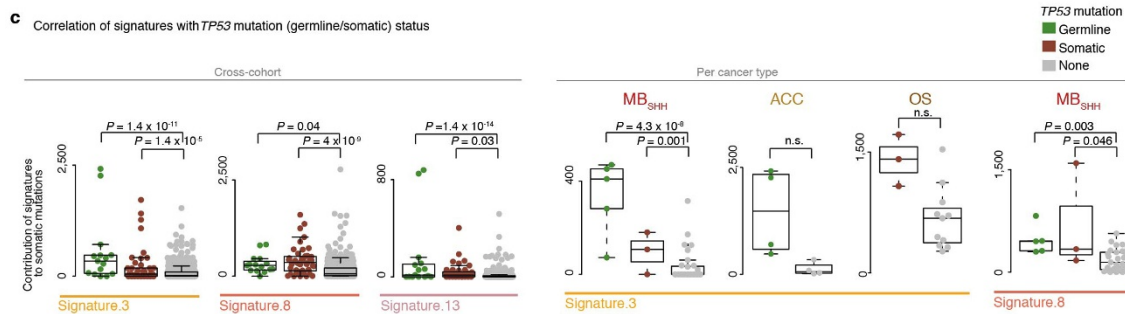 c Correlation of signatures with TP53 mutation (germline/somatic) status
TP53 mutation
Germline
Somatic
None
Cross-cohort
Per cancer type
MBSHH
ACC
OS
MBSHH
Contribution of signatures
to somatic mutations
2,500
0
P = 1.4 x 10-11
P = 1.4 x 10-5
Signature.3
2,500
0
P = 0.04
P = 4 x 10-9
Signature.8
800
0
P =1.4 x 10-14
P = 0.03
Signature.13
400
0
P = 4.3 x 10-8
P = 0.001
2,500
0
n.s.
1,500
0
n.s.
Signature.3
1,500
0
P = 0.003
P = 0.046
Signature.8